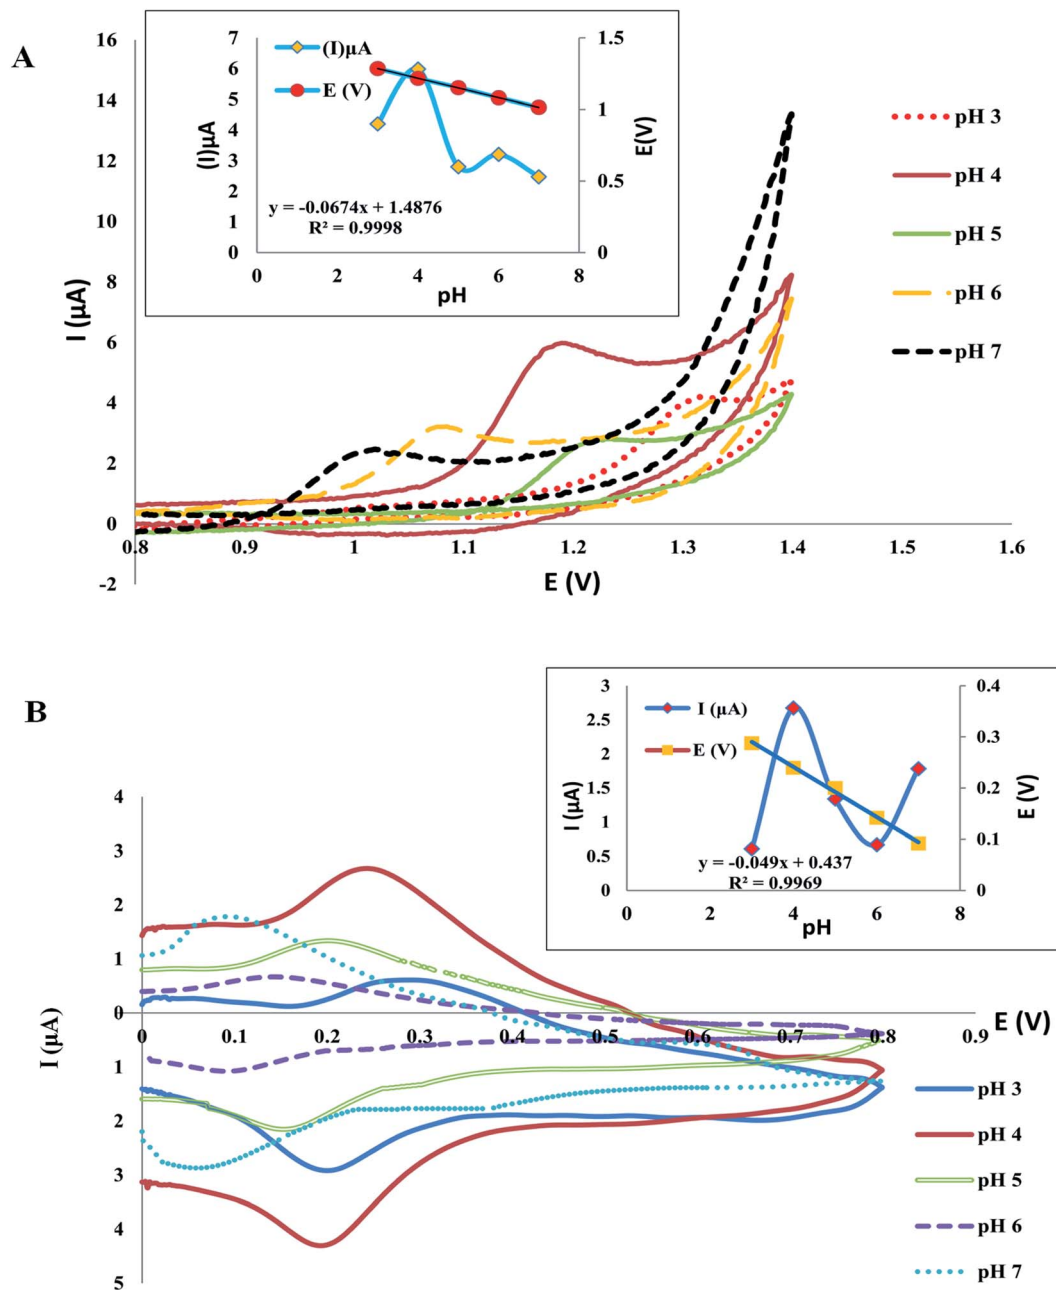 A
16
14
12
10
8
6
4
2
0
-2
I (µA)
0.8 0.9 1 1.1 1.2 1.3 1.4 1.5 1.6
E (V)
7
6
5
4
3
2
1
0
(I)µA
(I)µA
E (V)
1.5
1
0.5
0
E(V)
y = -0.0674x + 1.4876
R² = 0.9998
0 2 4 6 8
pH
pH 3
pH 4
pH 5
pH 6
pH 7
B
3
2.5
2
1.5
1
0.5
0
I (µA)
I (µA)
E (V)
0.4
0.3
0.2
0.1
0
E (V)
y = -0.049x + 0.437
R² = 0.9969
0 2 4 6 8
pH
4
3
2
1
0
1
2
3
4
5
I (µA)
0 0.1 0.2 0.3 0.4 0.5 0.6 0.7 0.8 0.9
E (V)
pH 3
pH 4
pH 5
pH 6
pH 7